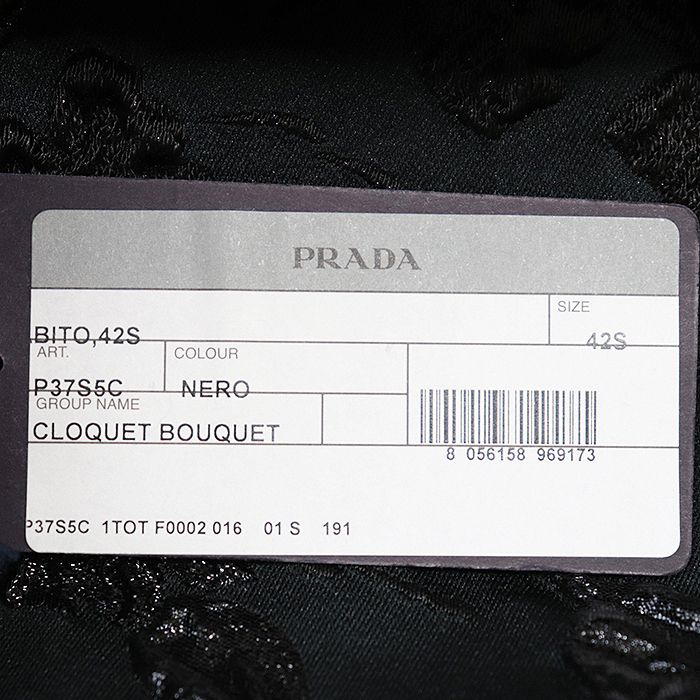 PRADA
SIZE
.BITO,42S
42S
ART.
COLOUR
P37S5C
NERO
GROUP NAME
CLOQUET BOUQUET
8 056158 969173
P37S5C 1TOT F0002 016 01 S 191